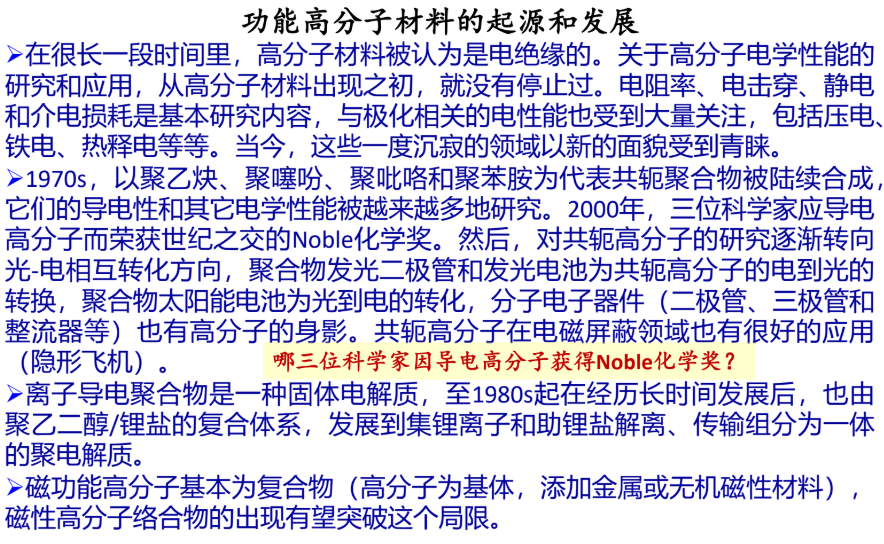 功能高分子材料的起源和发展
➢在很长一段时间里，高分子材料被认为是电绝缘的。关于高分子电学性能的
研究和应用，从高分子材料出现之初，就没有停止过。电阻率、电击穿、静电
和介电损耗是基本研究内容，与极化相关的电性能也受到大量关注，包括压电、
铁电、热释电等等。当今，这些一度沉寂的领域以新的面貌受到青睐。
➢1970s，以聚乙炔、聚噻吩、聚吡咯和聚苯胺为代表共轭聚合物被陆续合成，
它们的导电性和其它电学性能被越来越多地研究。2000年，三位科学家应导电
高分子而荣获世纪之交的Noble化学奖。然后，对共轭高分子的研究逐渐转向
光-电相互转化方向，聚合物发光二极管和发光电池为共轭高分子的电到光的
转换，聚合物太阳能电池为光到电的转化，分子电子器件（二极管、三极管和
整流器等）也有高分子的身影。共轭高分子在电磁屏蔽领域也有很好的应用
（隐形飞机）。
哪三位科学家因导电高分子获得Noble化学奖？
➢离子导电聚合物是一种固体电解质，至1980s起在经历长时间发展后，也由
聚乙二醇/锂盐的复合体系，发展到集锂离子和助锂盐解离、传输组分为一体
的聚电解质。
➢磁功能高分子基本为复合物（高分子为基体，添加金属或无机磁性材料），
磁性高分子络合物的出现有望突破这个局限。